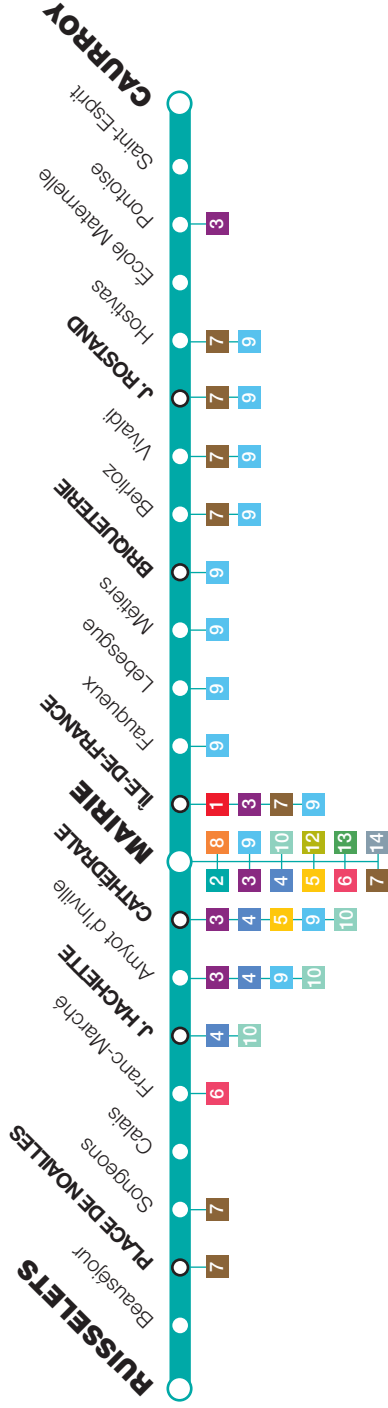 RUISSELETS
Beauséjour
PLACE DE NOAILLES
7
Songeons
7
Calais
Franc-Marché
6
J. HACHETTE
4
10
Amyot d'Inville
3
4
9
10
CATHÉDRALE
3
4
5
9
10
MAIRIE
2 8
3 9
4 10
5 12
6 13
7 14
ÎLE-DE-FRANCE
1
3
7
9
Fauqueux
9
Lebesgue
9
Métiers
9
BRIQUETERIE
9
Berlioz
7
9
Vivaldi
7
9
J. ROSTAND
7
9
Hostivas
7
9
École Maternelle
Pontoise
3
Saint-Esprit
CAURROY